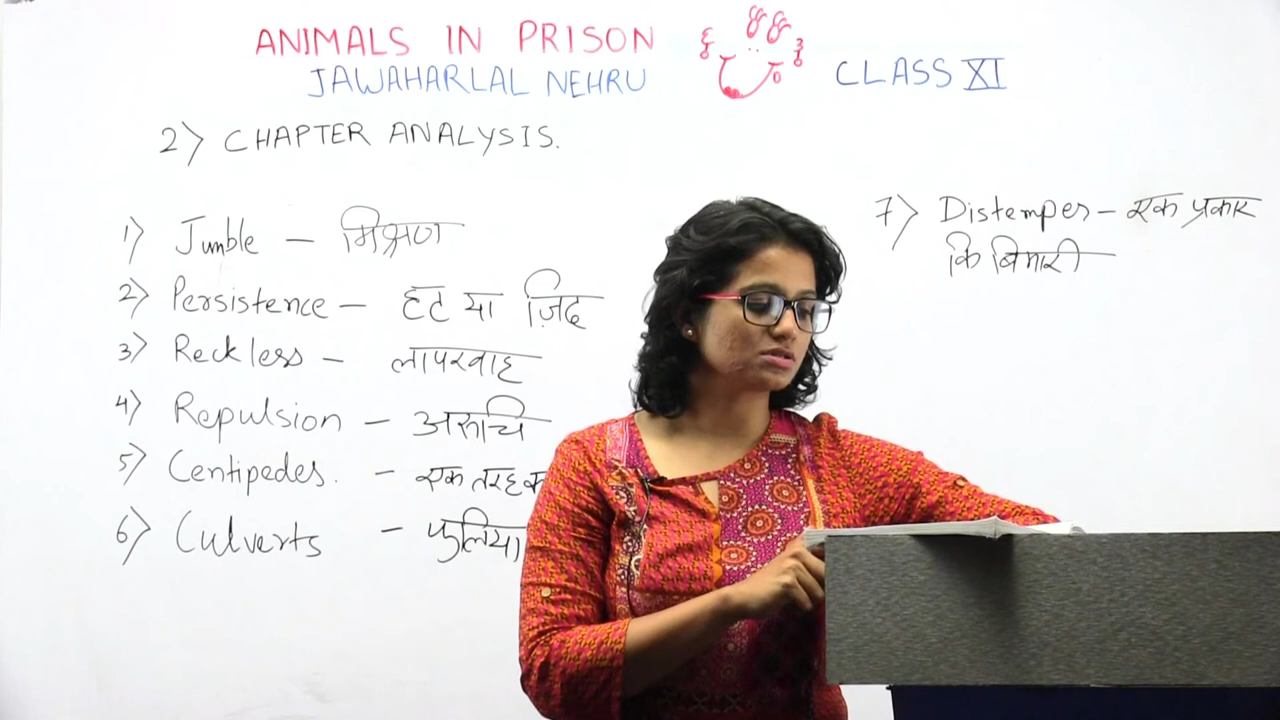 ANIMALS IN PRISON
JAWAHARLAL NEHRU CLASS XI
2) CHAPTER ANALYSIS.
1) Jumble - मिश्रण
2) Persistence - हट या ज़िद
3) Reckless - लापरवाह
4) Repulsion - अरुचि
5) Centipedes. - एक तरह क
6) Culverts - पुलिया
7) Distemper - एक प्रकार
कि बिमारी